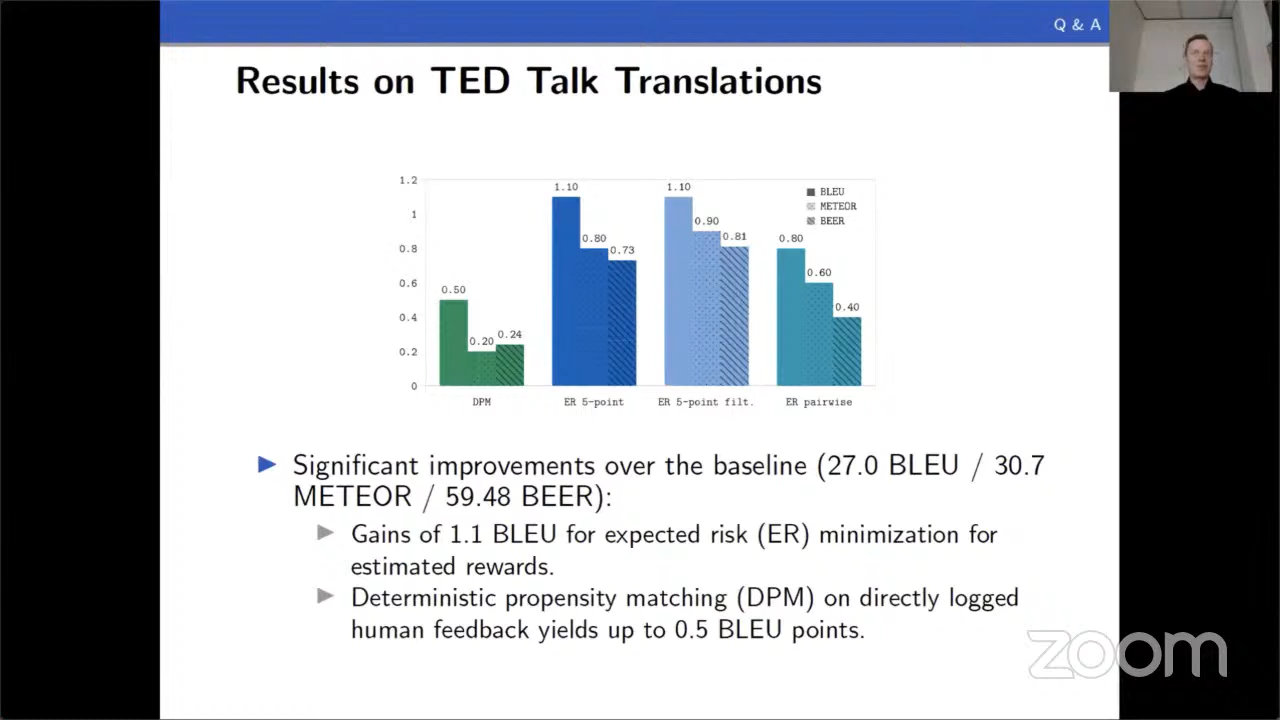 Q & A
Results on TED Talk Translations
1.2
1
0.8
0.6
0.4
0.2
0
0.50
0.20
0.24
1.10
0.80
0.73
1.10
0.90
0.81
0.80
0.60
0.40
BLEU
METEOR
BEER
DPM
ER 5-point
ER 5-point filt.
ER pairwise
Significant improvements over the baseline (27.0 BLEU / 30.7
METEOR / 59.48 BEER):
Gains of 1.1 BLEU for expected risk (ER) minimization for
estimated rewards.
Deterministic propensity matching (DPM) on directly logged
human feedback yields up to 0.5 BLEU points.
zoom